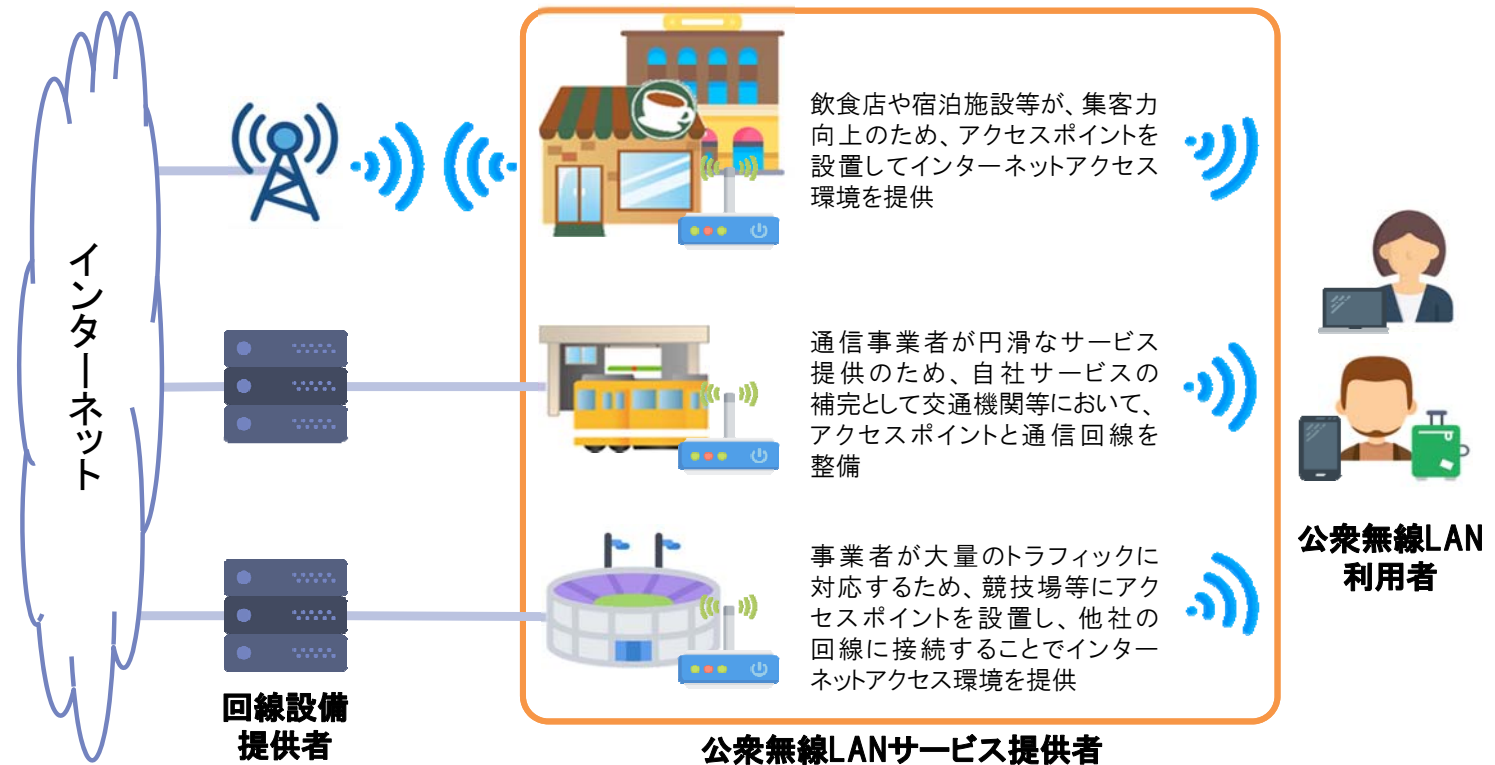 インターネット
飲食店や宿泊施設等が、集客力
向上のため、アクセスポイントを
設置してインターネットアクセス
環境を提供
通信事業者が円滑なサービス
提供のため、自社サービスの
補完として交通機関等において、
アクセスポイントと通信回線を
整備
事業者が大量のトラフィックに
対応するため、競技場等にアク
セスポイントを設置し、他社の
回線に接続することでインター
ネットアクセス環境を提供
回線設備
提供者
公衆無線LANサービス提供者
公衆無線LAN
利用者